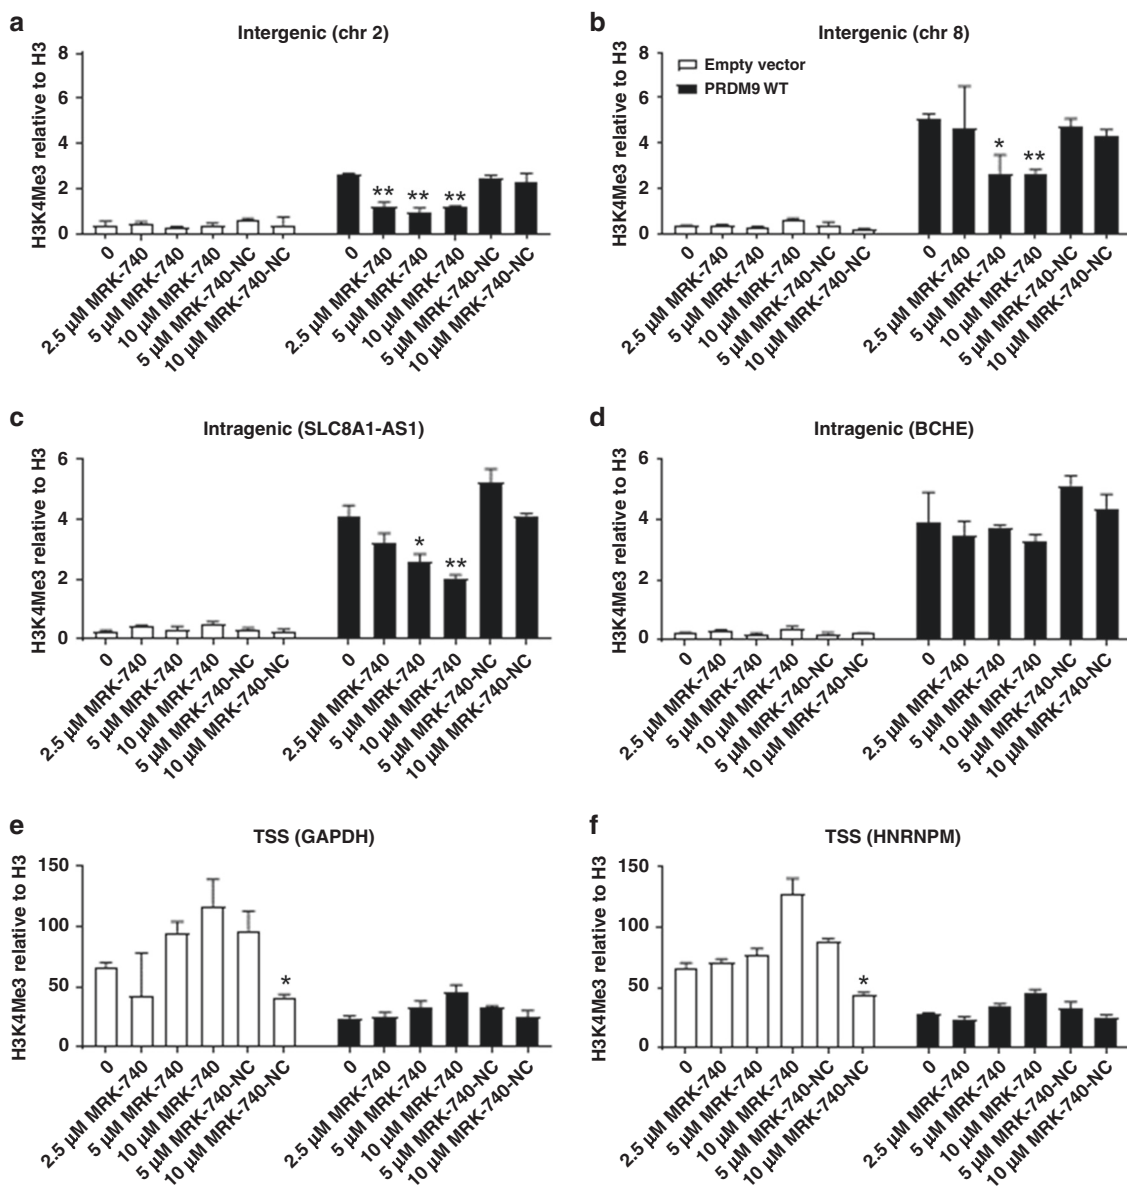 a
Intergenic (chr 2)
H3K4Me3 relative to H3
8
6
4
2
0
** ** **
0
2.5 µM MRK-740
5 µM MRK-740
10 µM MRK-740
5 µM MRK-740-NC
10 µM MRK-740-NC
0
2.5 µM MRK-740
5 µM MRK-740
10 µM MRK-740
5 µM MRK-740-NC
10 µM MRK-740-NC
b
Intergenic (chr 8)
H3K4Me3 relative to H3
8
6
4
2
0
Empty vector
PRDM9 WT
* **
0
2.5 µM MRK-740
5 µM MRK-740
10 µM MRK-740
5 µM MRK-740-NC
10 µM MRK-740-NC
0
2.5 µM MRK-740
5 µM MRK-740
10 µM MRK-740
5 µM MRK-740-NC
10 µM MRK-740-NC
c
Intragenic (SLC8A1-AS1)
H3K4Me3 relative to H3
6
4
2
0
* **
0
2.5 µM MRK-740
5 µM MRK-740
10 µM MRK-740
5 µM MRK-740-NC
10 µM MRK-740-NC
0
2.5 µM MRK-740
5 µM MRK-740
10 µM MRK-740
5 µM MRK-740-NC
10 µM MRK-740-NC
d
Intragenic (BCHE)
H3K4Me3 relative to H3
6
4
2
0
0
2.5 µM MRK-740
5 µM MRK-740
10 µM MRK-740
5 µM MRK-740-NC
10 µM MRK-740-NC
0
2.5 µM MRK-740
5 µM MRK-740
10 µM MRK-740
5 µM MRK-740-NC
10 µM MRK-740-NC
e
TSS (GAPDH)
H3K4Me3 relative to H3
150
100
50
0
*
0
2.5 µM MRK-740
5 µM MRK-740
10 µM MRK-740
5 µM MRK-740-NC
10 µM MRK-740-NC
0
2.5 µM MRK-740
5 µM MRK-740
10 µM MRK-740
5 µM MRK-740-NC
10 µM MRK-740-NC
f
TSS (HNRNPM)
H3K4Me3 relative to H3
150
100
50
0
*
0
2.5 µM MRK-740
5 µM MRK-740
10 µM MRK-740
5 µM MRK-740-NC
10 µM MRK-740-NC
0
2.5 µM MRK-740
5 µM MRK-740
10 µM MRK-740
5 µM MRK-740-NC
10 µM MRK-740-NC